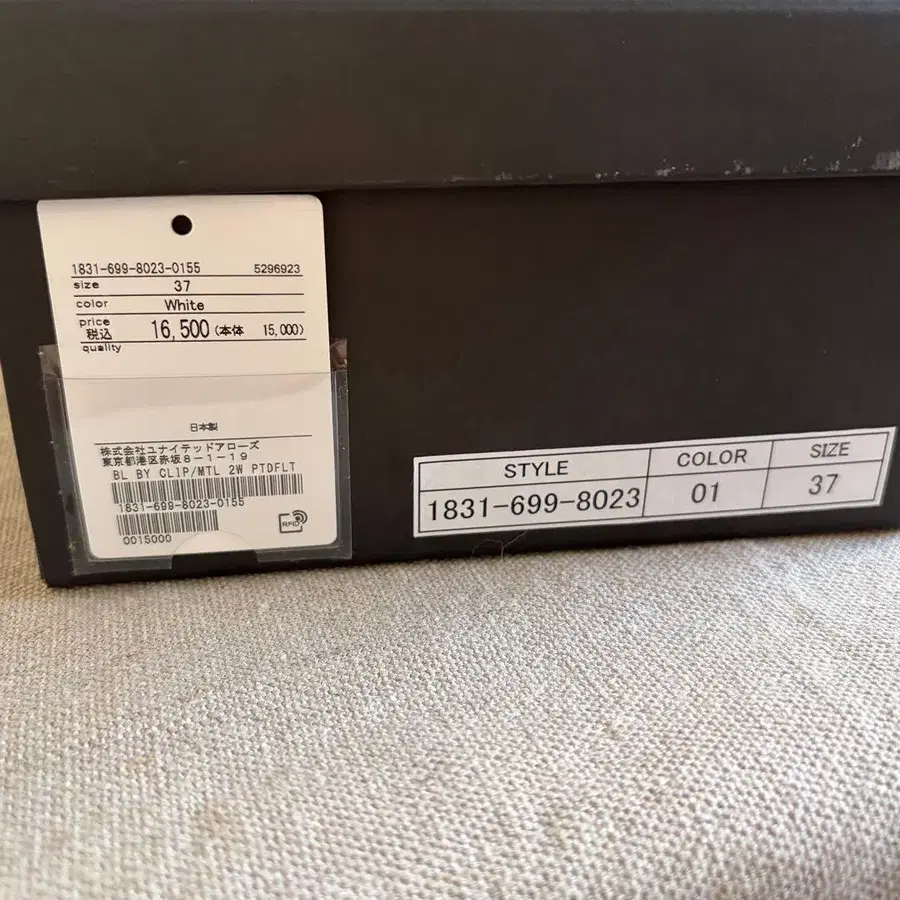 1831-699-8023-0155 5296923
size 37
color White
price
税込 16,500 (本体 15,000)
quality
日本製
株式会社ユナイテッドアローズ
東京都港区赤坂8-1-19
BL BY CLIP/MTL 2W PTDFLT
1831-699-8023-0155
0015000
RFID
STYLE COLOR SIZE
1831-699-8023 01 37